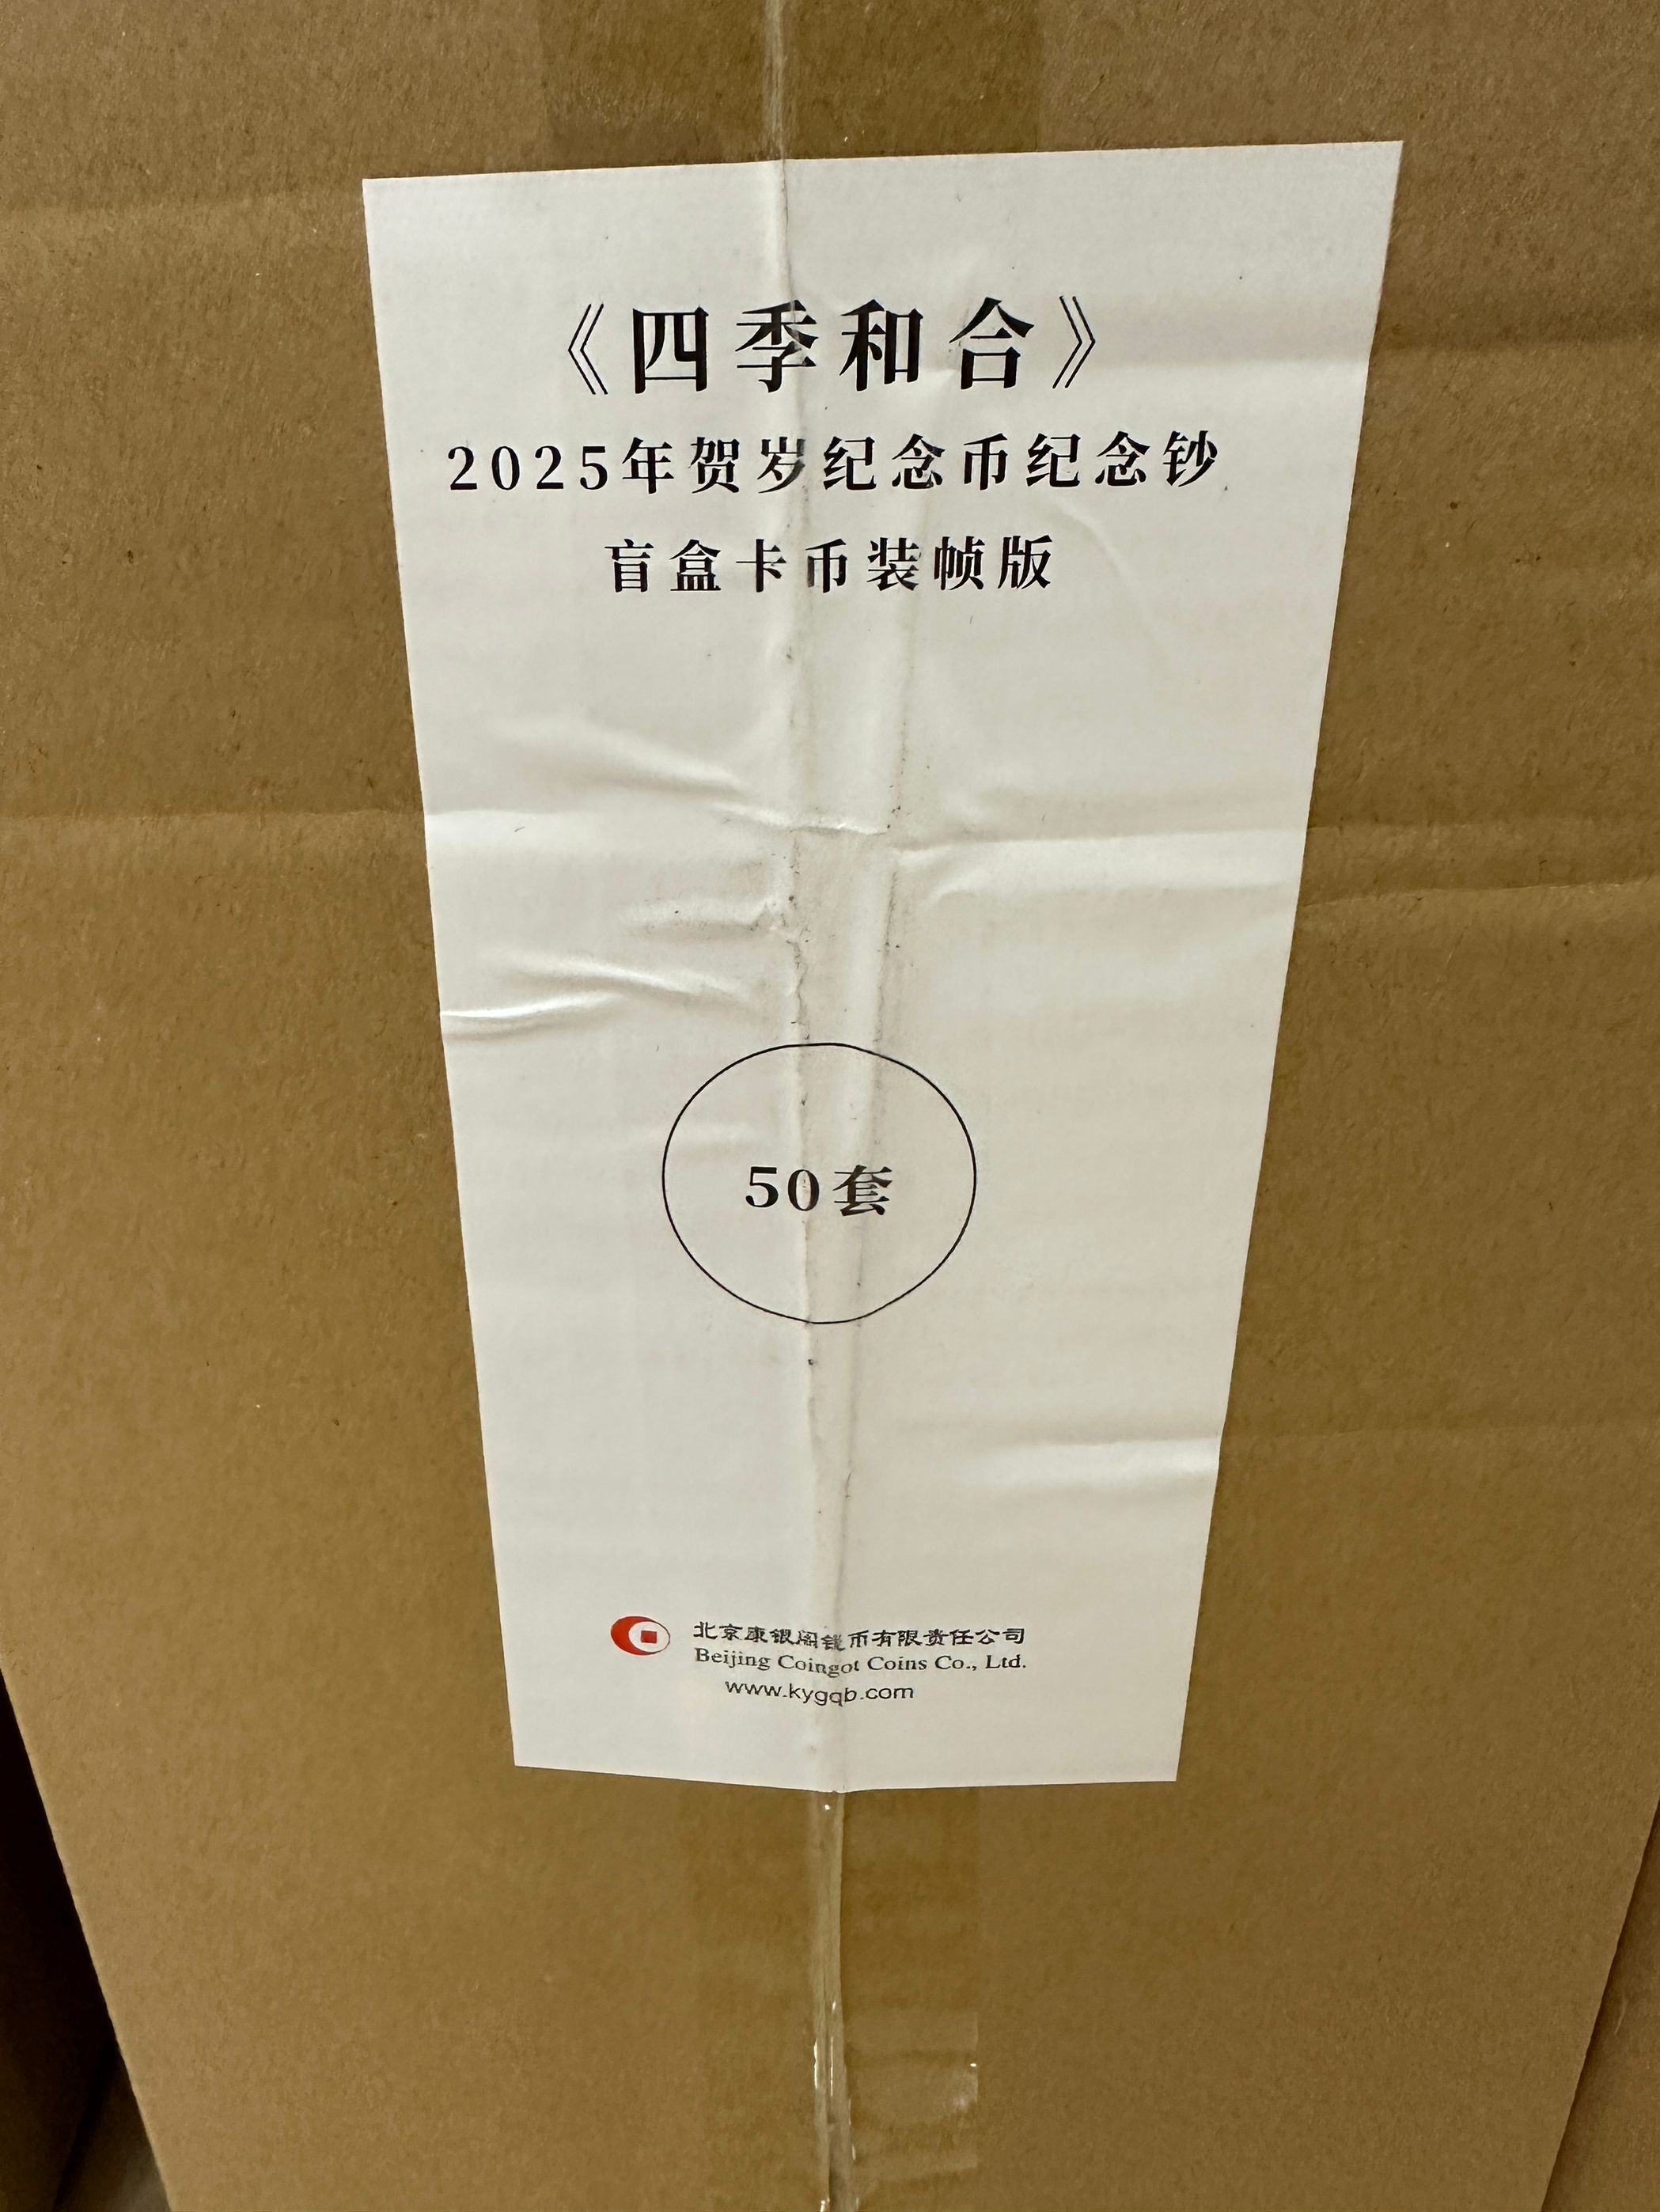 《四季和合》
2025年贺岁纪念币纪念钞
盲盒卡币装帧版
50套
北京康银阁钱币有限责任公司
Beijing Coingot Coins Co., Ltd.
www.kygqb.com